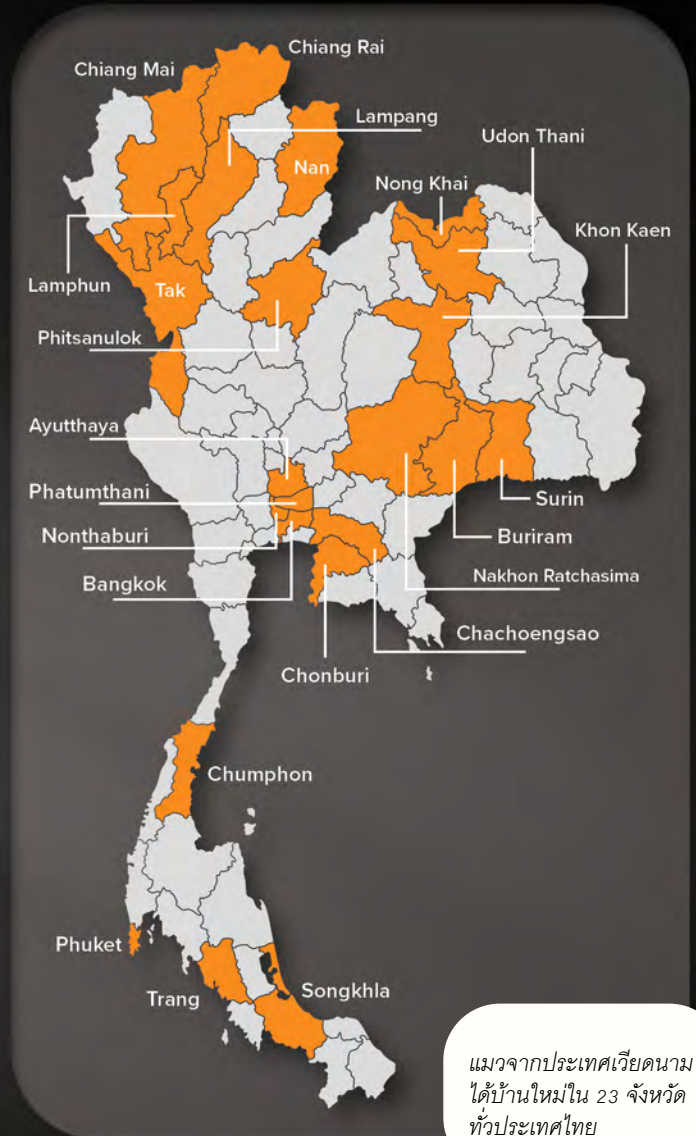 Chiang Rai
Chiang Mai
Lampang
Udon Thani
Nan
Nong Khai
Khon Kaen
Lamphun
Tak
Phitsanulok
Ayutthaya
Phatumthani
Surin
Nonthaburi
Buriram
Bangkok
Nakhon Ratchasima
Chachoengsao
Chonburi
Chumphon
Phuket
Trang
Songkhla
แมวจากประเทศเวียดนาม
ได้บ้านใหม่ใน 23 จังหวัด
ทั่วประเทศไทย